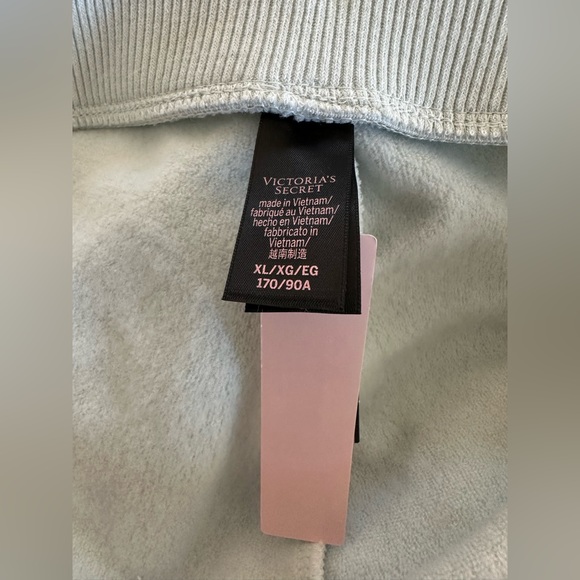 VICTORIA'S
SECRET
made in Vietnam/
fabriqué au Vietnam/
hecho en Vietnam/
fabbricato in
Vietnam/
越南制造
XL/XG/EG
170/90A